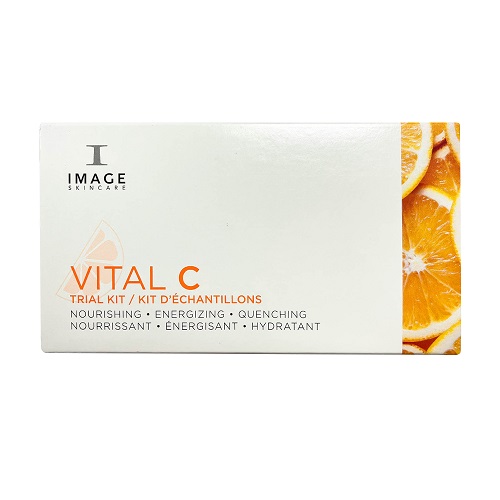 I
IMAGE
SKINCARE
VITAL C
TRIAL KIT / KIT D'ÉCHANTILLONS
NOURISHING • ENERGIZING • QUENCHING
NOURRISSANT • ÉNERGISANT • HYDRATANT